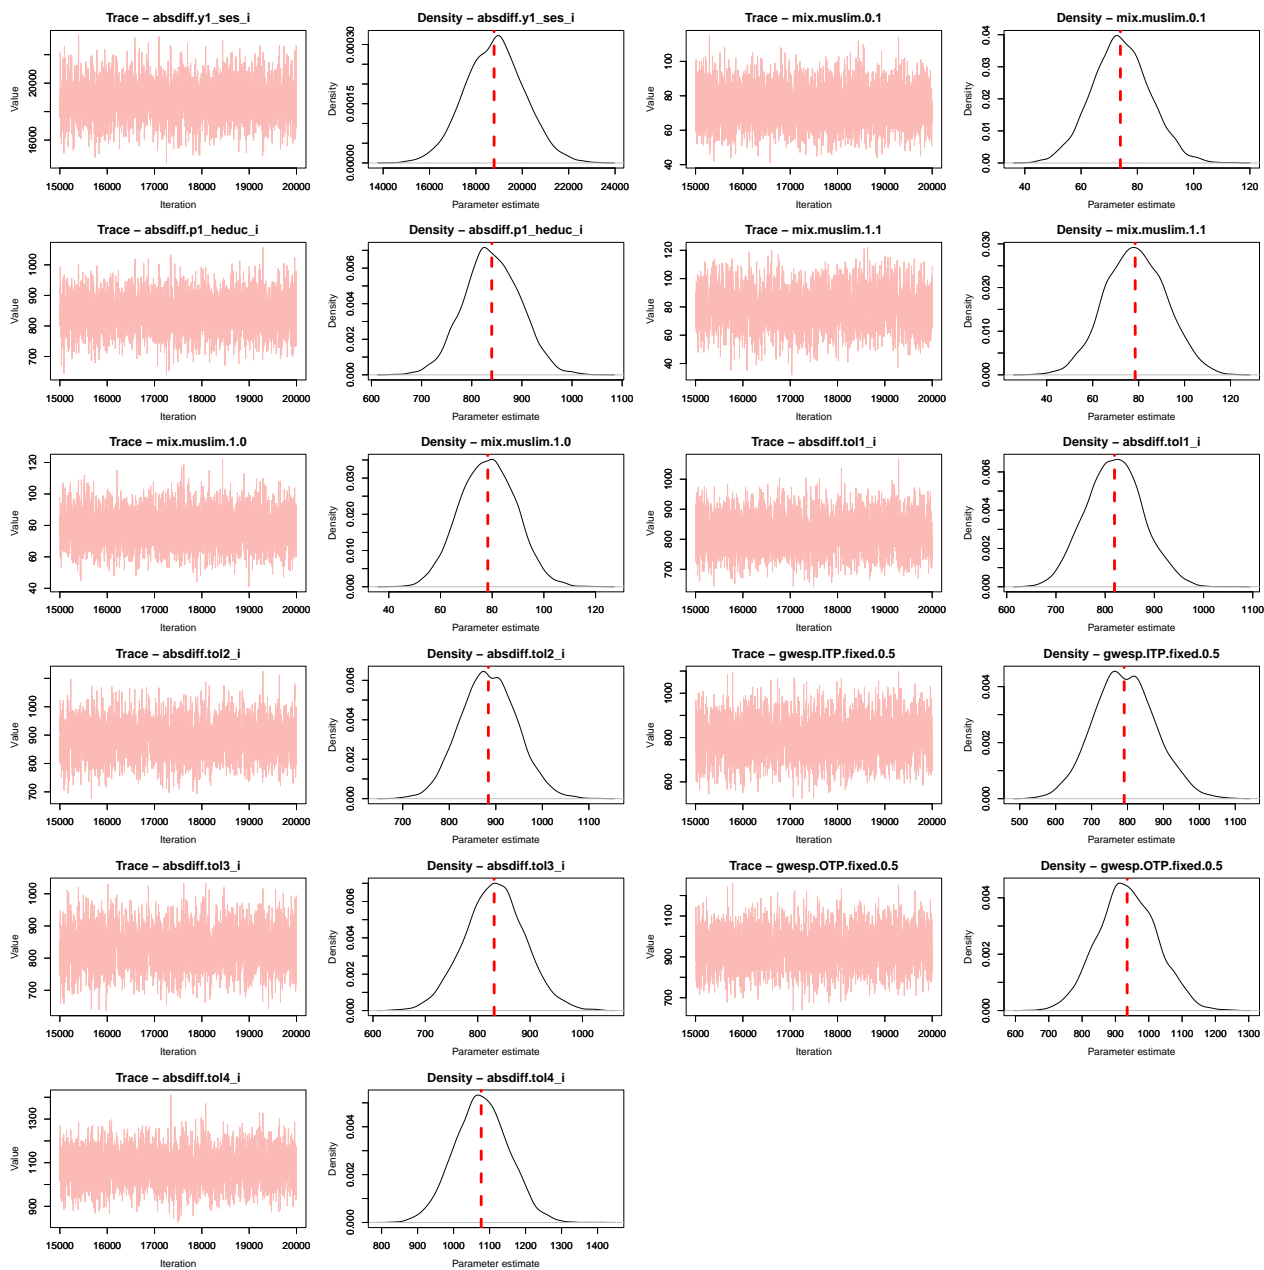 Trace − absdiff.y1_ses_i
Value
16000 20000
15000 16000 17000 18000 19000 20000
Iteration
Density − absdiff.y1_ses_i
Density
0.00000 0.00015 0.00030
14000 16000 18000 20000 22000 24000
Parameter estimate
Trace − mix.muslim.0.1
Value
40 60 80 100
15000 16000 17000 18000 19000 20000
Iteration
Density − mix.muslim.0.1
Density
0.00 0.01 0.02 0.03 0.04
40 60 80 100 120
Parameter estimate
Trace − absdiff.p1_heduc_i
Value
700 800 900 1000
15000 16000 17000 18000 19000 20000
Iteration
Density − absdiff.p1_heduc_i
Density
0.000 0.002 0.004 0.006
600 700 800 900 1000 1100
Parameter estimate
Trace − mix.muslim.1.1
Value
40 60 80 100 120
15000 16000 17000 18000 19000 20000
Iteration
Density − mix.muslim.1.1
Density
0.000 0.010 0.020 0.030
40 60 80 100 120
Parameter estimate
Trace − mix.muslim.1.0
Value
40 60 80 100 120
15000 16000 17000 18000 19000 20000
Iteration
Density − mix.muslim.1.0
Density
0.000 0.010 0.020 0.030
40 60 80 100 120
Parameter estimate
Trace − absdiff.tol1_i
Value
700 800 900 1000
15000 16000 17000 18000 19000 20000
Iteration
Density − absdiff.tol1_i
Density
0.000 0.002 0.004 0.006
600 700 800 900 1000 1100
Parameter estimate
Trace − absdiff.tol2_i
Value
700 800 900 1000
15000 16000 17000 18000 19000 20000
Iteration
Density − absdiff.tol2_i
Density
0.000 0.002 0.004 0.006
700 800 900 1000 1100
Parameter estimate
Trace − gwesp.ITP.fixed.0.5
Value
600 800 1000
15000 16000 17000 18000 19000 20000
Iteration
Density − gwesp.ITP.fixed.0.5
Density
0.000 0.002 0.004
500 600 700 800 900 1000 1100
Parameter estimate
Trace − absdiff.tol3_i
Value
700 800 900 1000
15000 16000 17000 18000 19000 20000
Iteration
Density − absdiff.tol3_i
Density
0.000 0.002 0.004 0.006
600 700 800 900 1000
Parameter estimate
Trace − gwesp.OTP.fixed.0.5
Value
700 900 1100
15000 16000 17000 18000 19000 20000
Iteration
Density − gwesp.OTP.fixed.0.5
Density
0.000 0.002 0.004
600 700 800 900 1000 1100 1200 1300
Parameter estimate
Trace − absdiff.tol4_i
Value
900 1100 1300
15000 16000 17000 18000 19000 20000
Iteration
Density − absdiff.tol4_i
Density
0.000 0.002 0.004
800 900 1000 1100 1200 1300 1400
Parameter estimate